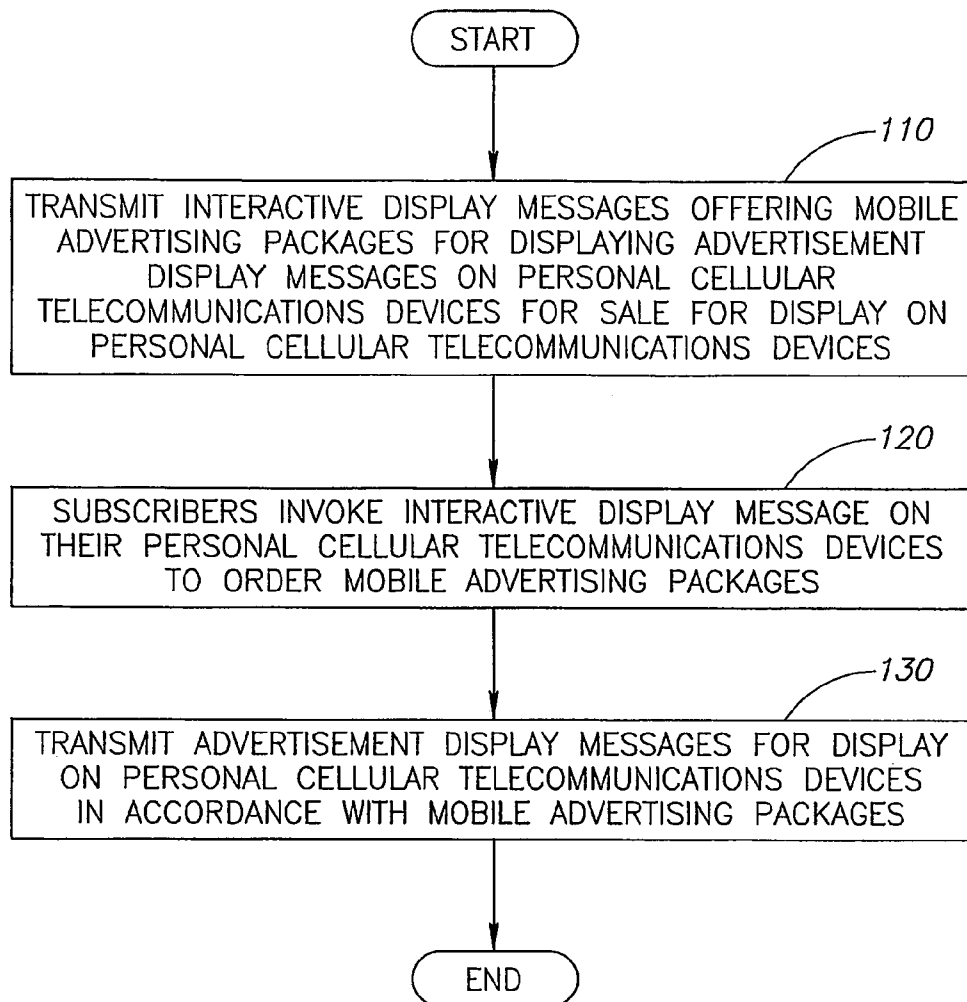 START
110
TRANSMIT INTERACTIVE DISPLAY MESSAGES OFFERING MOBILE
ADVERTISING PACKAGES FOR DISPLAYING ADVERTISEMENT
DISPLAY MESSAGES ON PERSONAL CELLULAR
TELECOMMUNICATIONS DEVICES FOR SALE FOR DISPLAY ON
PERSONAL CELLULAR TELECOMMUNICATIONS DEVICES
120
SUBSCRIBERS INVOKE INTERACTIVE DISPLAY MESSAGE ON
THEIR PERSONAL CELLULAR TELECOMMUNICATIONS DEVICES
TO ORDER MOBILE ADVERTISING PACKAGES
130
TRANSMIT ADVERTISEMENT DISPLAY MESSAGES FOR DISPLAY
ON PERSONAL CELLULAR TELECOMMUNICATIONS DEVICES
IN ACCORDANCE WITH MOBILE ADVERTISING PACKAGES
END